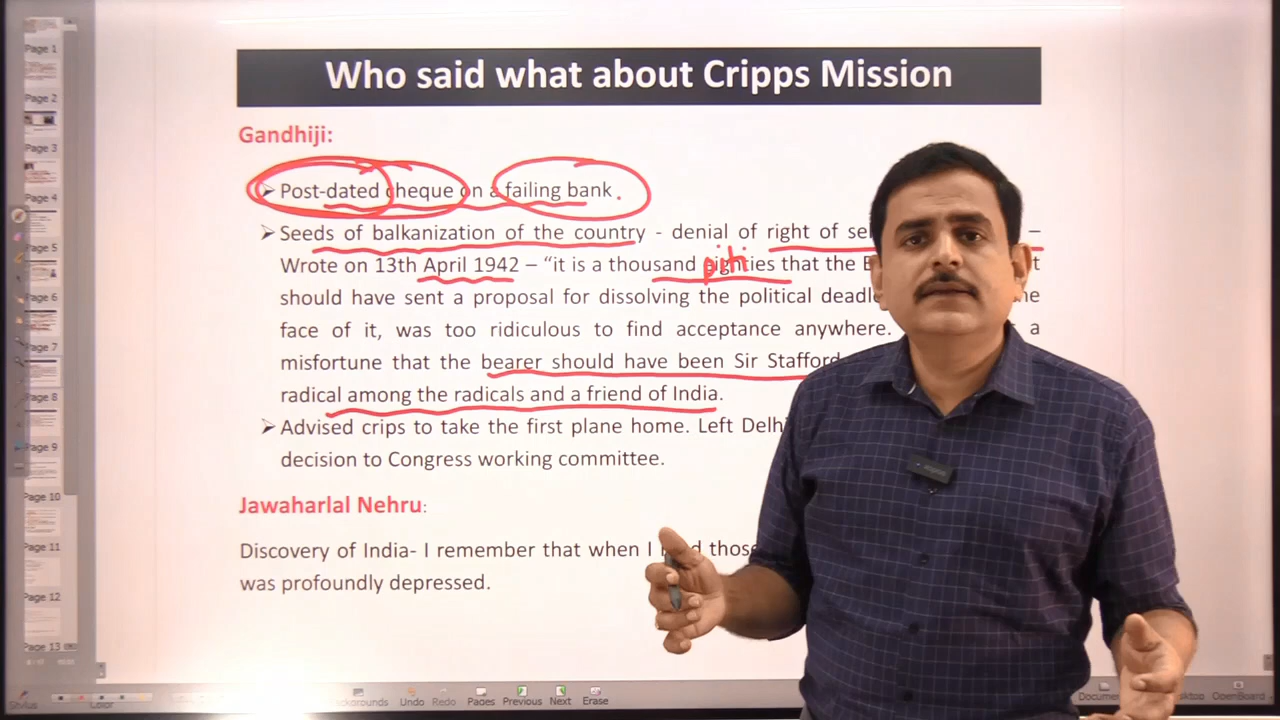 Who said what about Cripps Mission
Gandhiji:
➢ Post-dated cheque on a failing bank.
➢ Seeds of balkanization of the country - denial of right of –
Wrote on 13th April 1942 – “it is a thousand eighties that the
piti
should have sent a proposal for dissolving the political
face of it, was too ridiculous to find acceptance anywhere. a
misfortune that the bearer should have been Sir Stafford
radical among the radicals and a friend of India.
➢ Advised crips to take the first plane home. Left
decision to Congress working committee.
Jawaharlal Nehru:
Discovery of India- I remember that when I those
was profoundly depressed.
Page 1
Page 2
Page 3
Page 4
Page 5
Page 6
Page 7
Page 8
Page 9
Page 10
Page 11
Page 12
Page 13
Stylus
Color
Undo
Redo
Pages
Previous
Next
Erase
OpenBoard